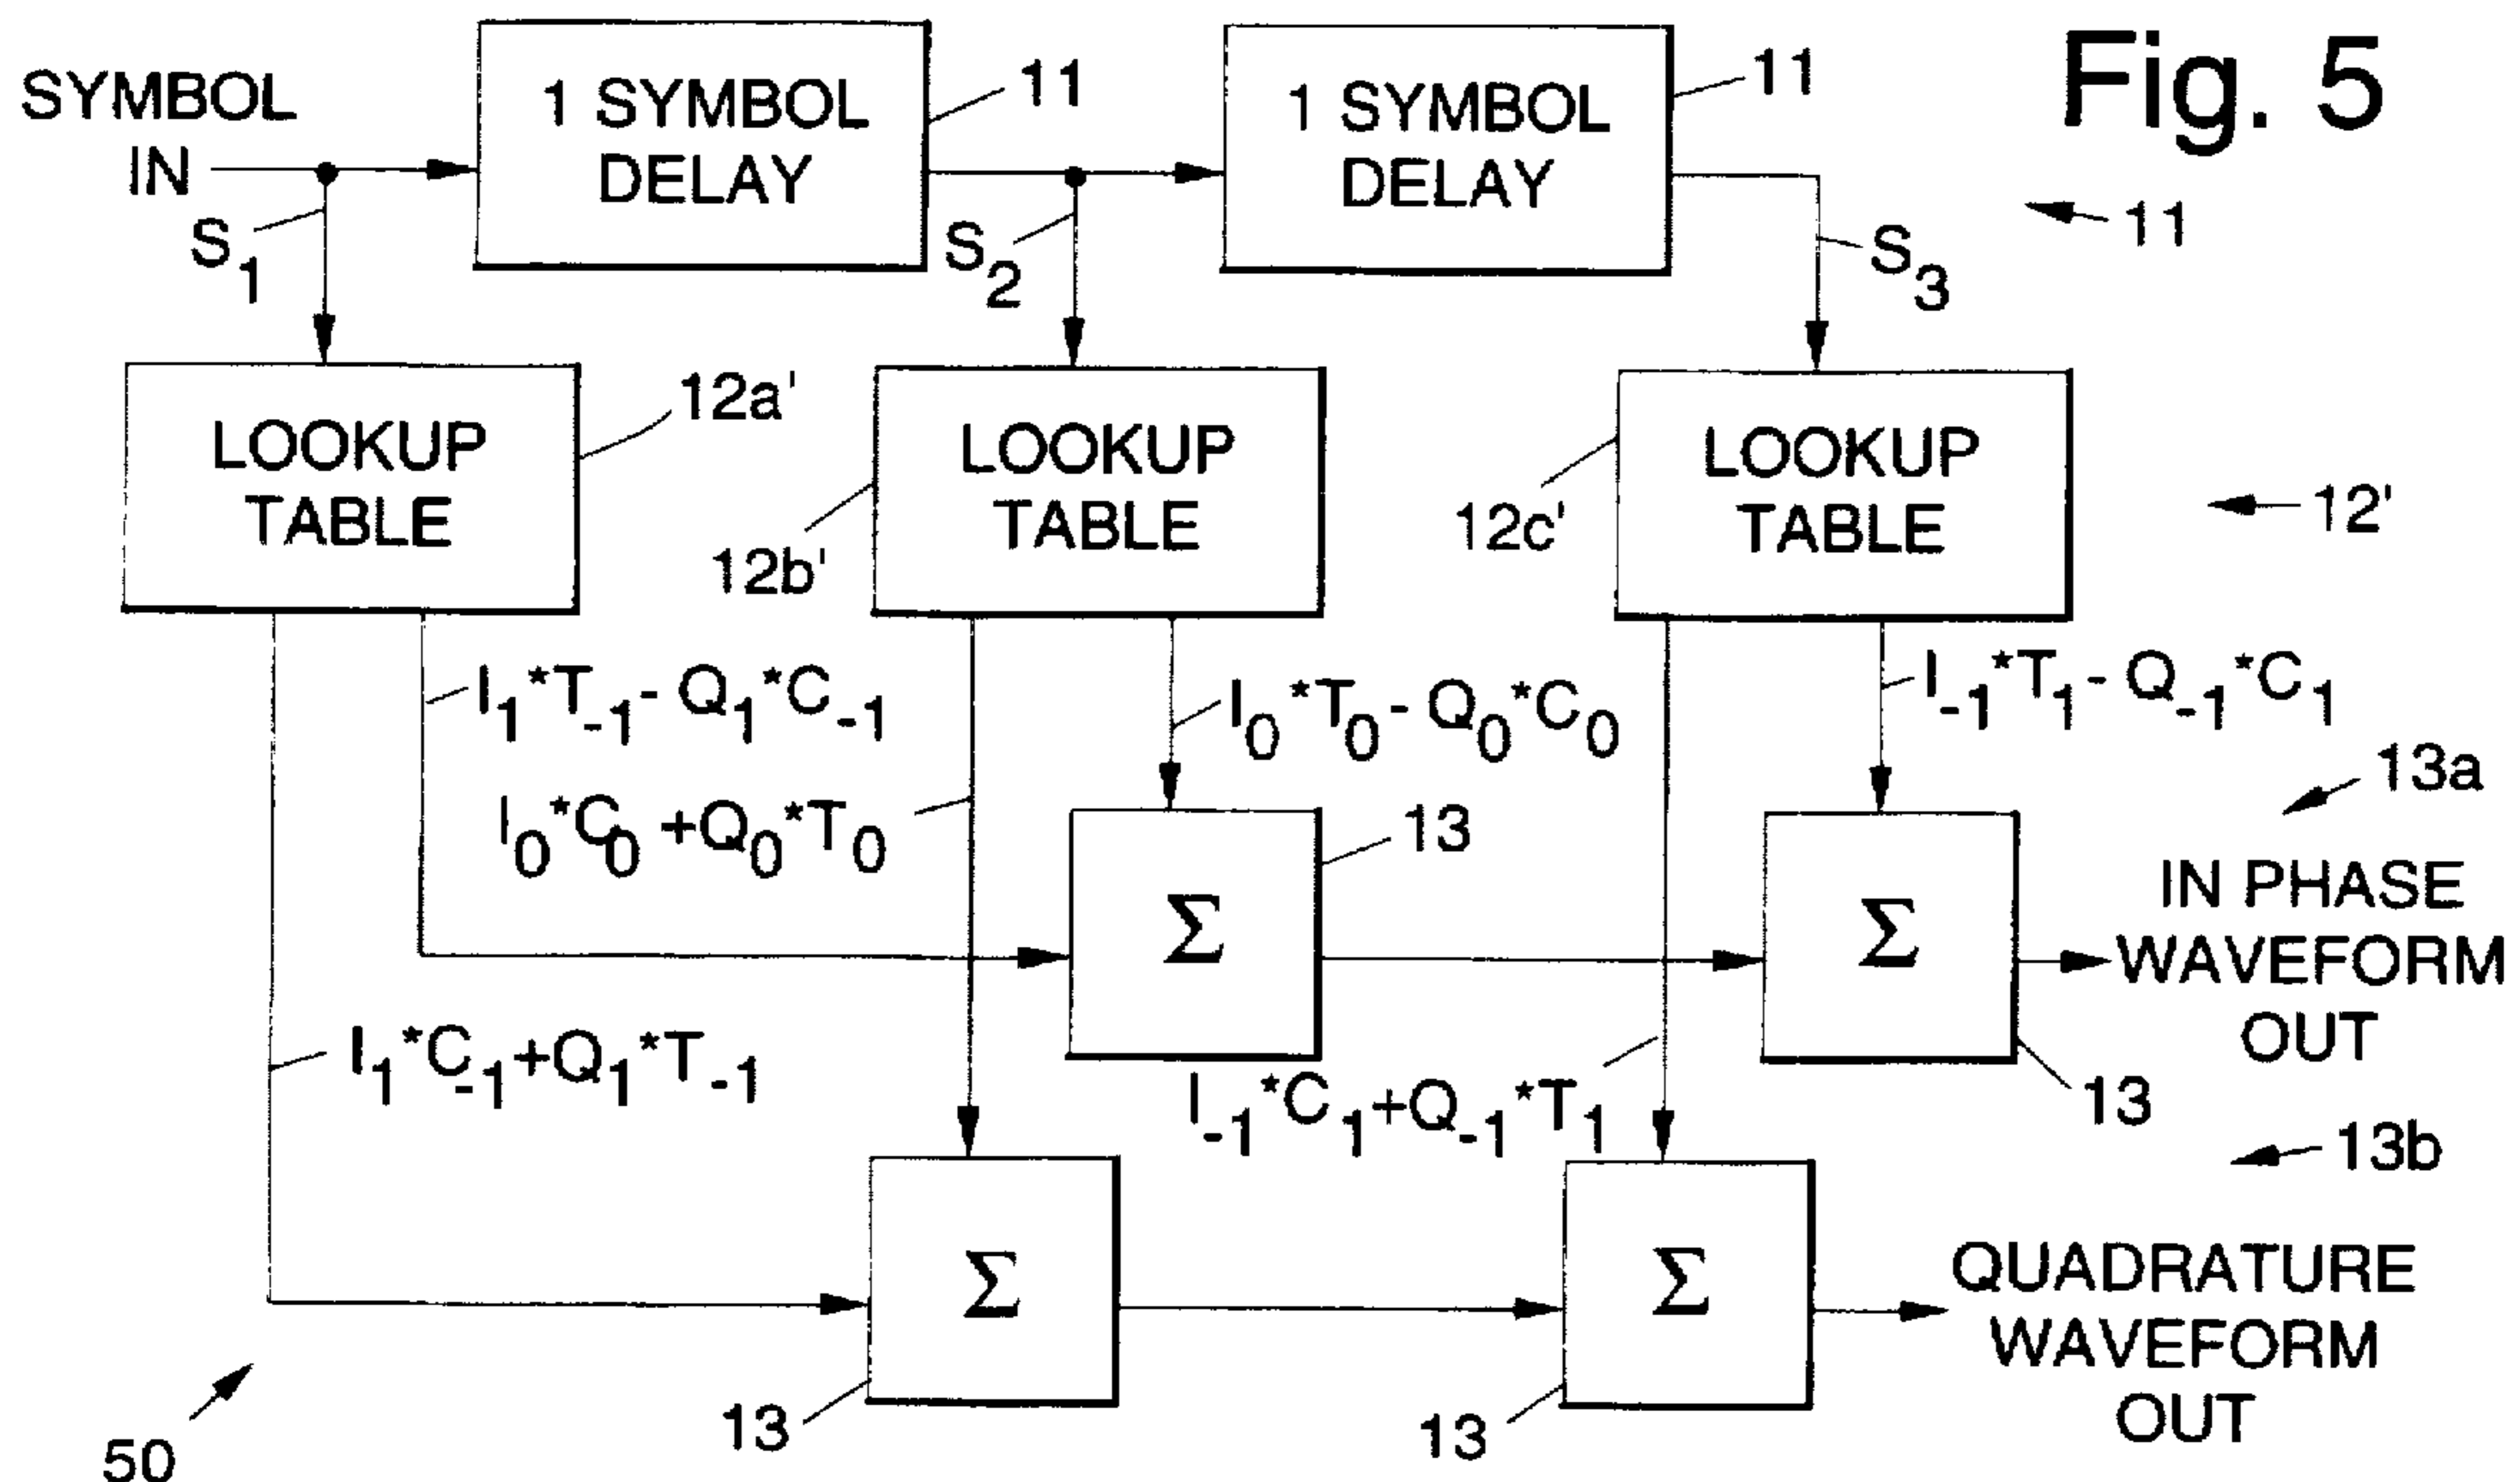 Fig. 5
SYMBOL
IN
1 SYMBOL
DELAY
11
1 SYMBOL
DELAY
11
11
S1
S2
S3
LOOKUP
TABLE
12a'
LOOKUP
TABLE
12b'
LOOKUP
TABLE
12c'
12'
I1*T-1- Q1*C-1
I0*T0- Q0*C0
I-1*T1- Q-1*C1
I0*C0 +Q0*T0
13
13a
Σ
Σ
IN PHASE
WAVEFORM
OUT
I1*C-1+Q1*T-1
I-1*C1+Q-1*T1
13
13b
Σ
Σ
QUADRATURE
WAVEFORM
OUT
13
13
50